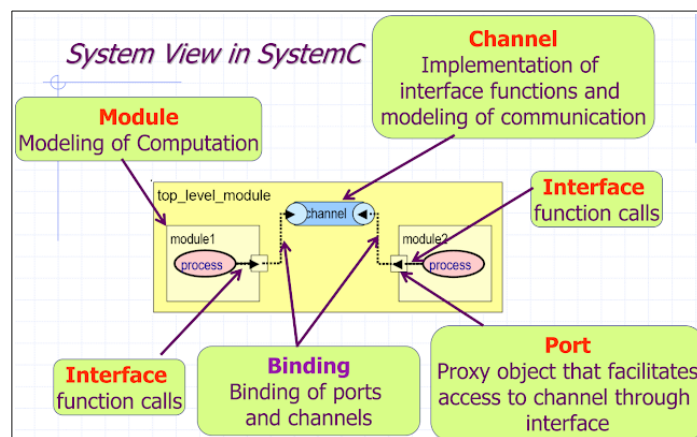 System View in SystemC
Channel
Implementation of
interface functions and
modeling of communication
Module
Modeling of Computation
Interface
function calls
top_level_module
channel
module1
process
module2
process
Interface
function calls
Binding
Binding of ports
and channels
Port
Proxy object that facilitates
access to channel through
interface